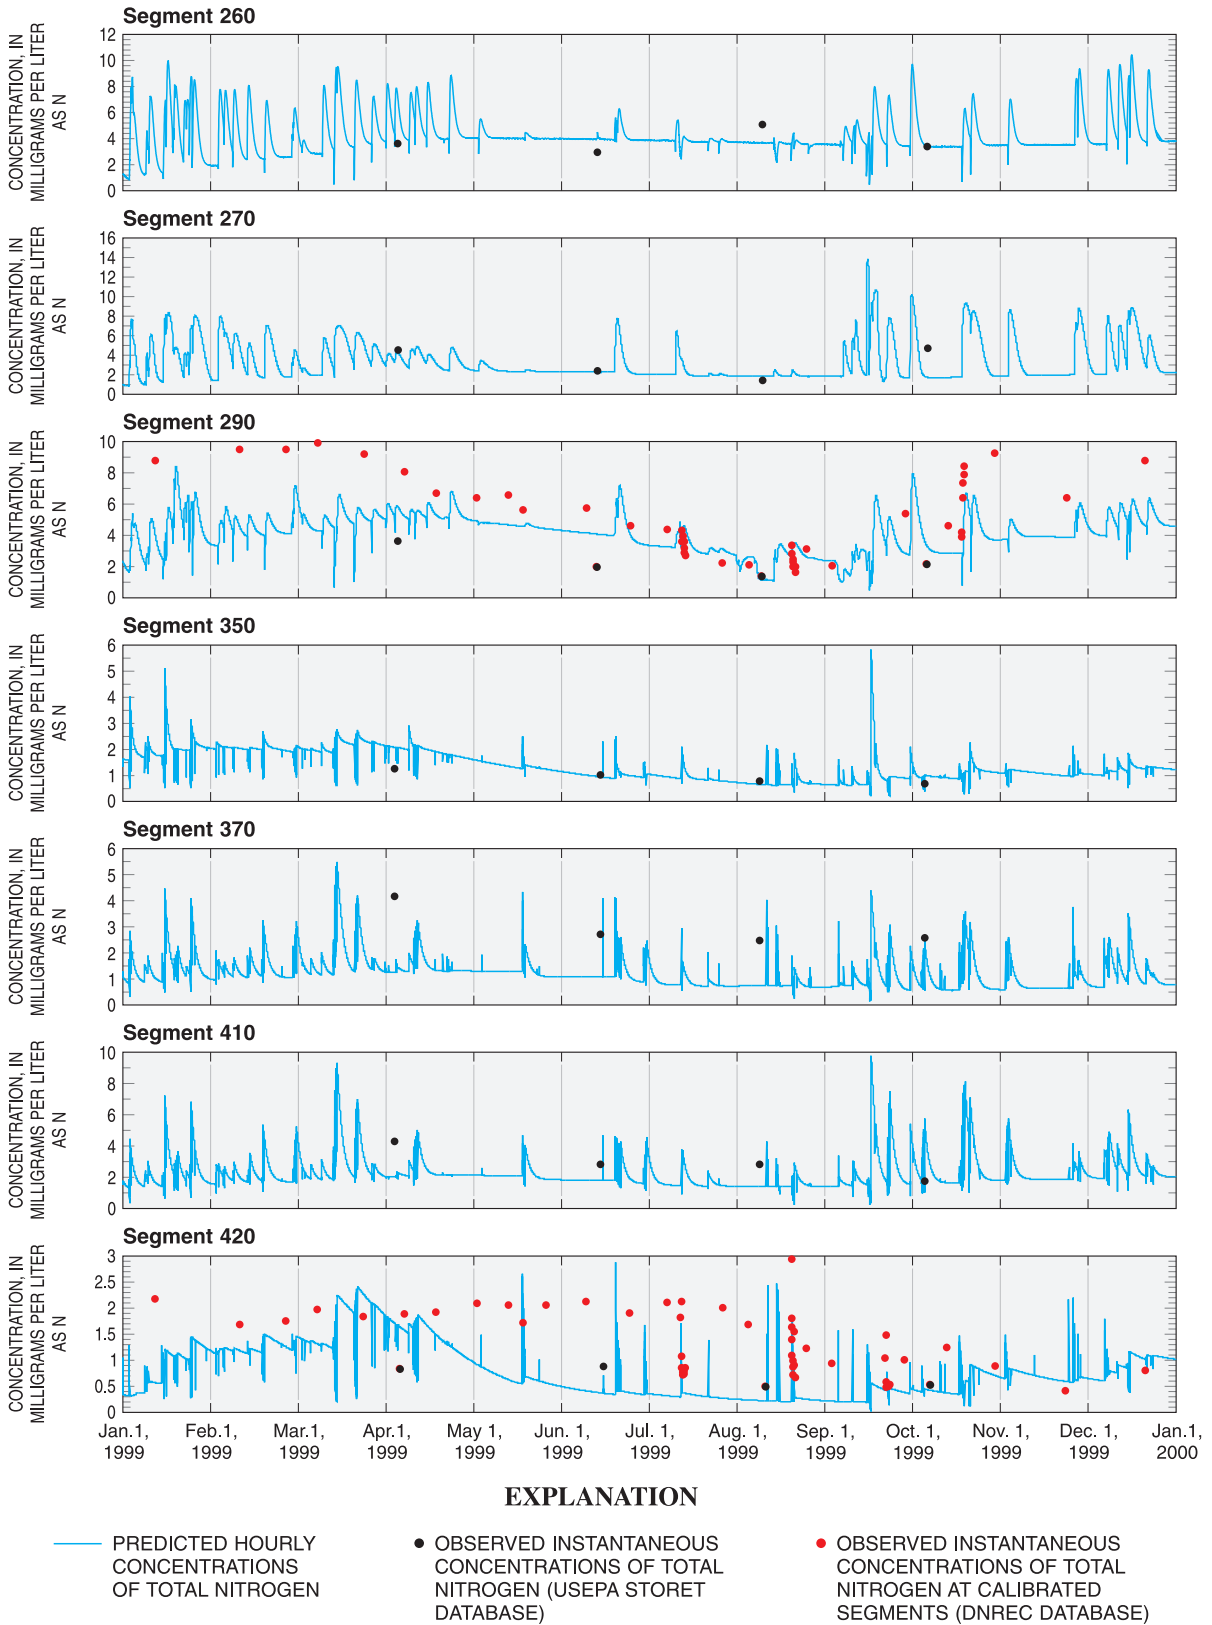 Segment 260
CONCENTRATION, IN
MILLIGRAMS PER LITER
AS N
12
10
8
6
4
2
0
Segment 270
CONCENTRATION, IN
MILLIGRAMS PER LITER
AS N
16
14
12
10
8
6
4
2
0
Segment 290
CONCENTRATION, IN
MILLIGRAMS PER LITER
AS N
10
8
6
4
2
0
Segment 350
CONCENTRATION, IN
MILLIGRAMS PER LITER
AS N
6
5
4
3
2
1
0
Segment 370
CONCENTRATION, IN
MILLIGRAMS PER LITER
AS N
6
5
4
3
2
1
0
Segment 410
CONCENTRATION, IN
MILLIGRAMS PER LITER
AS N
10
8
6
4
2
0
Segment 420
CONCENTRATION, IN
MILLIGRAMS PER LITER
AS N
3
2.5
2
1.5
1
0.5
0
Jan.1, Feb.1, Mar.1, Apr.1, May 1, Jun. 1, Jul. 1, Aug. 1, Sep. 1, Oct. 1, Nov. 1, Dec. 1, Jan.1,
1999 1999 1999 1999 1999 1999 1999 1999 1999 1999 1999 1999 2000
EXPLANATION
PREDICTED HOURLY
CONCENTRATIONS
OF TOTAL NITROGEN
OBSERVED INSTANTANEOUS
CONCENTRATIONS OF TOTAL
NITROGEN (USEPA STORET
DATABASE)
OBSERVED INSTANTANEOUS
CONCENTRATIONS OF TOTAL
NITROGEN AT CALIBRATED
SEGMENTS (DNREC DATABASE)